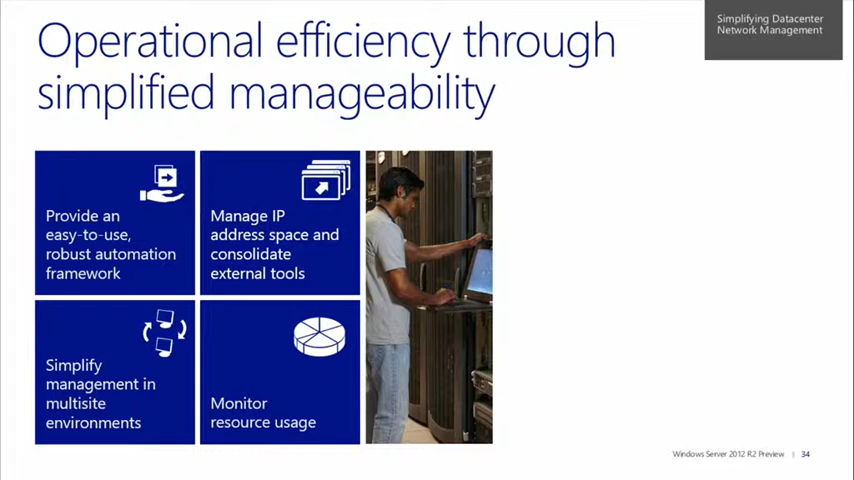 Simplifying Datacenter
Network Management
Operational efficiency through
simplified manageability
Provide an
easy-to-use,
robust automation
framework
Manage IP
address space and
consolidate
external tools
Simplify
management in
multisite
environments
Monitor
resource usage
Windows Server 2012 R2 Preview | 34